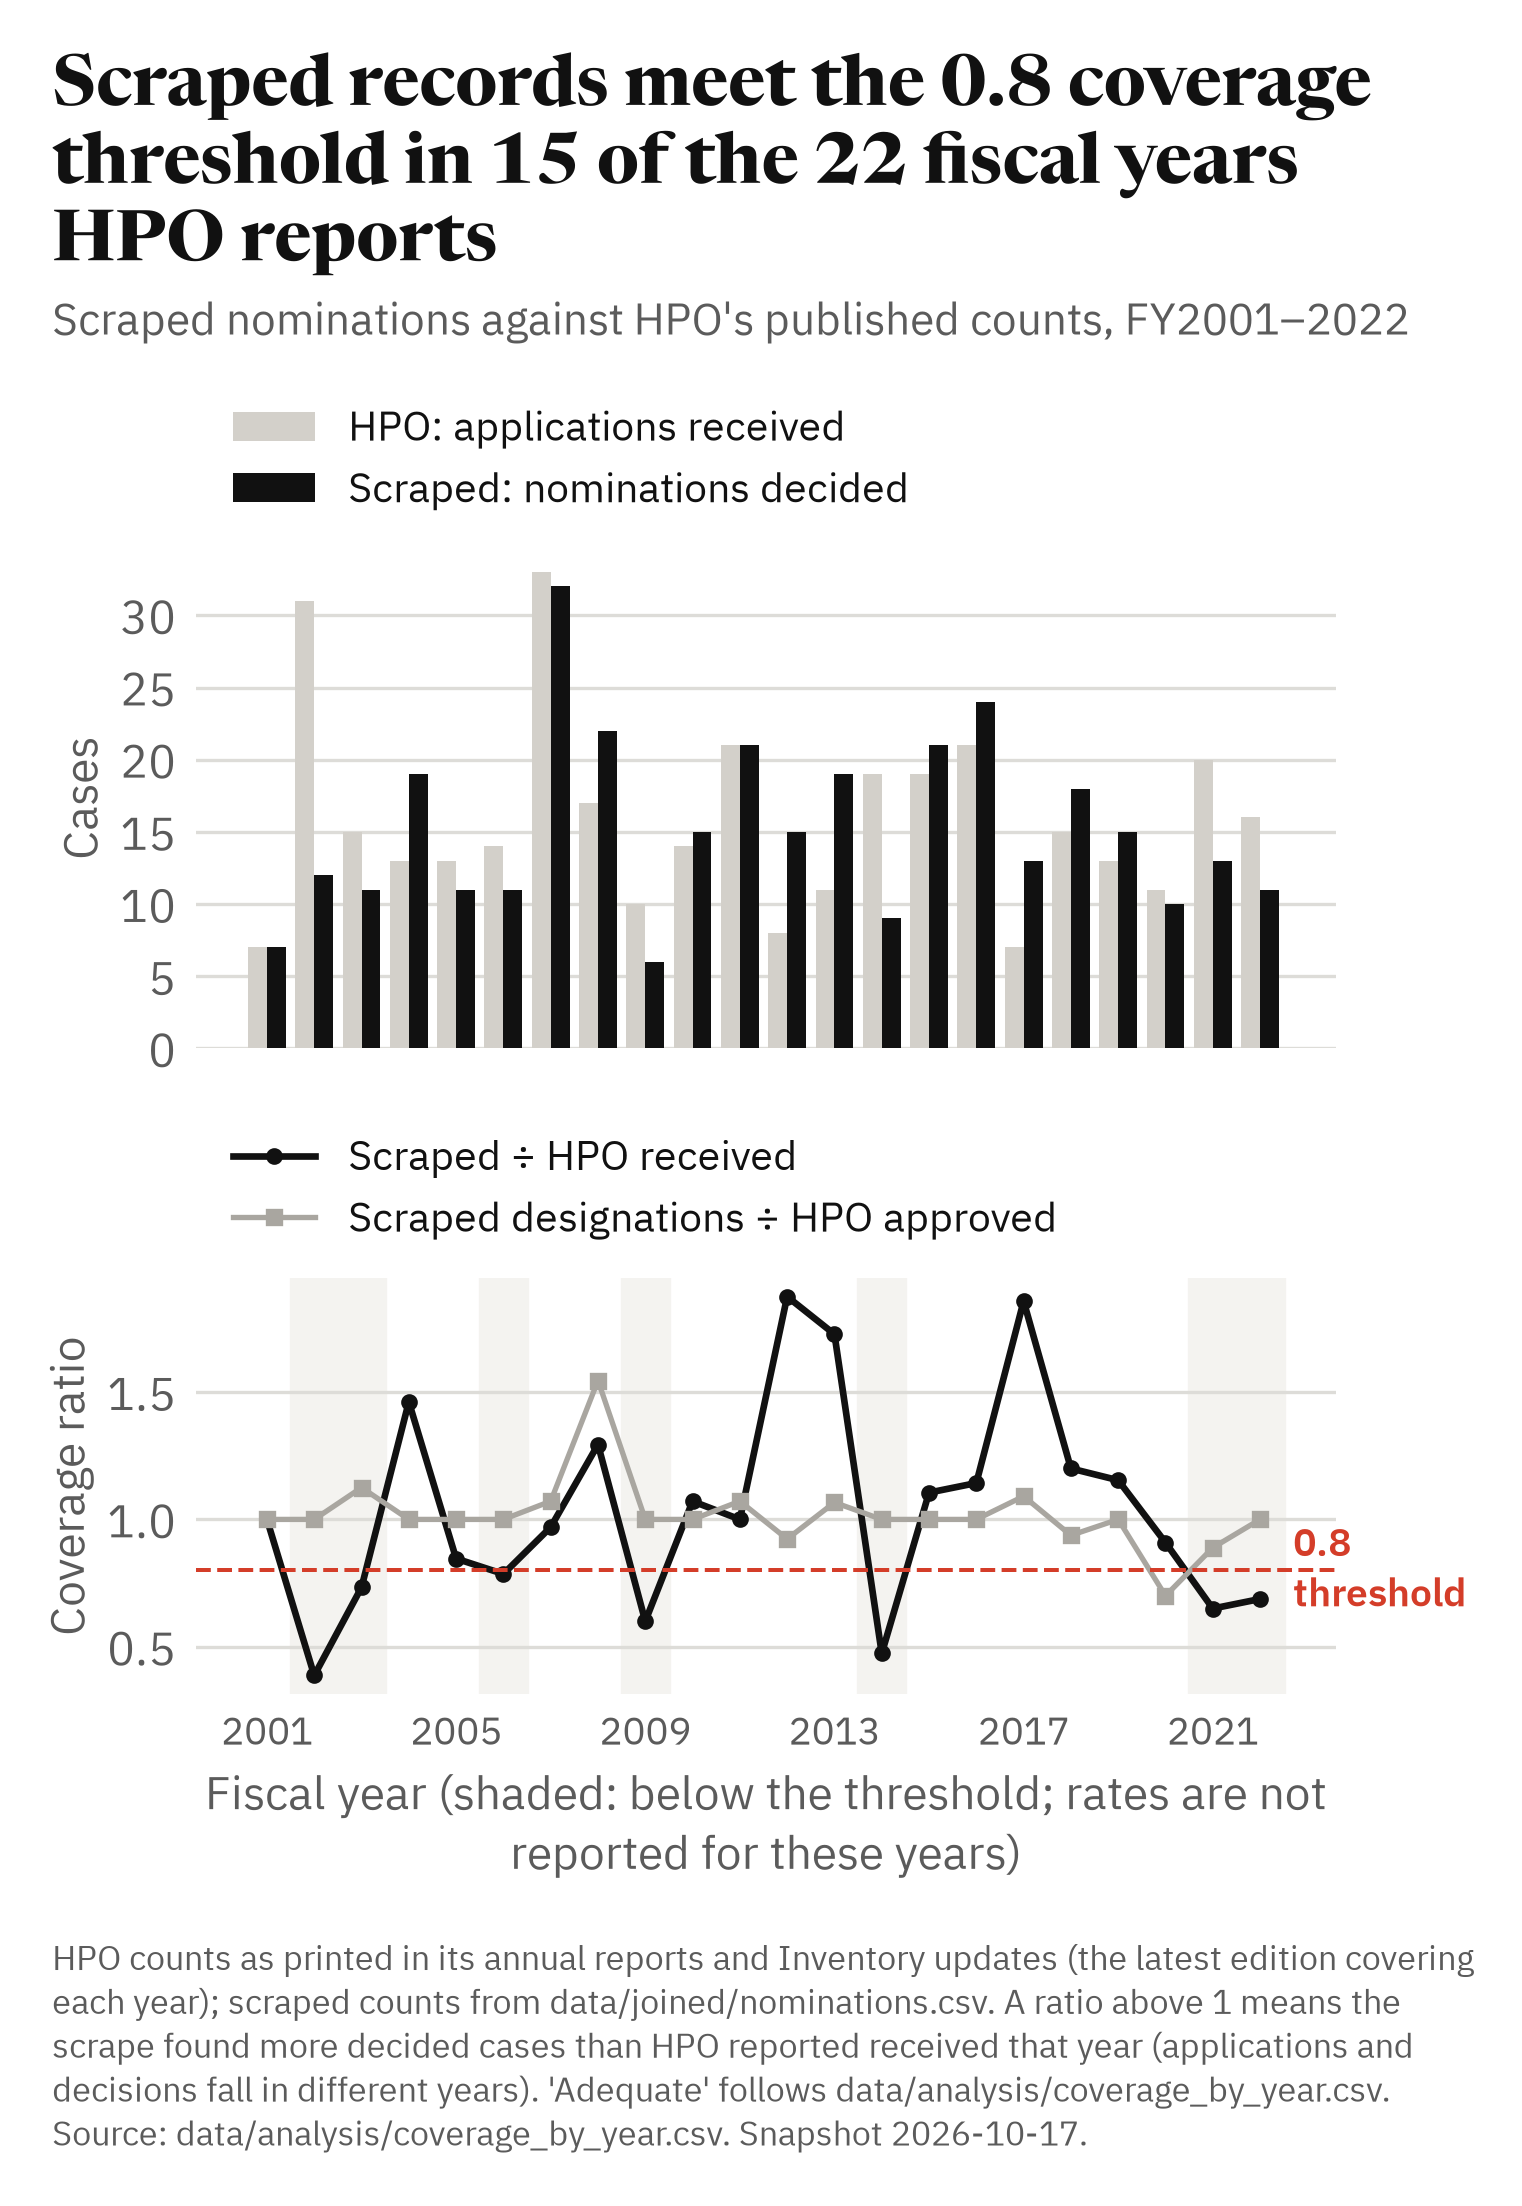 Scraped records meet the 0.8 coverage
threshold in 15 of the 22 fiscal years
HPO reports
Scraped nominations against HPO's published counts, FY2001–2022
HPO: applications received
Scraped: nominations decided
30
25
20
15
10
5
0
Cases
Scraped ÷ HPO received
Scraped designations ÷ HPO approved
1.5
1.0
0.5
Coverage ratio
0.8
threshold
2001 2005 2009 2013 2017 2021
Fiscal year (shaded: below the threshold; rates are not
reported for these years)
HPO counts as printed in its annual reports and Inventory updates (the latest edition covering
each year); scraped counts from data/joined/nominations.csv. A ratio above 1 means the
scrape found more decided cases than HPO reported received that year (applications and
decisions fall in different years). 'Adequate' follows data/analysis/coverage_by_year.csv.
Source: data/analysis/coverage_by_year.csv. Snapshot 2026-10-17.